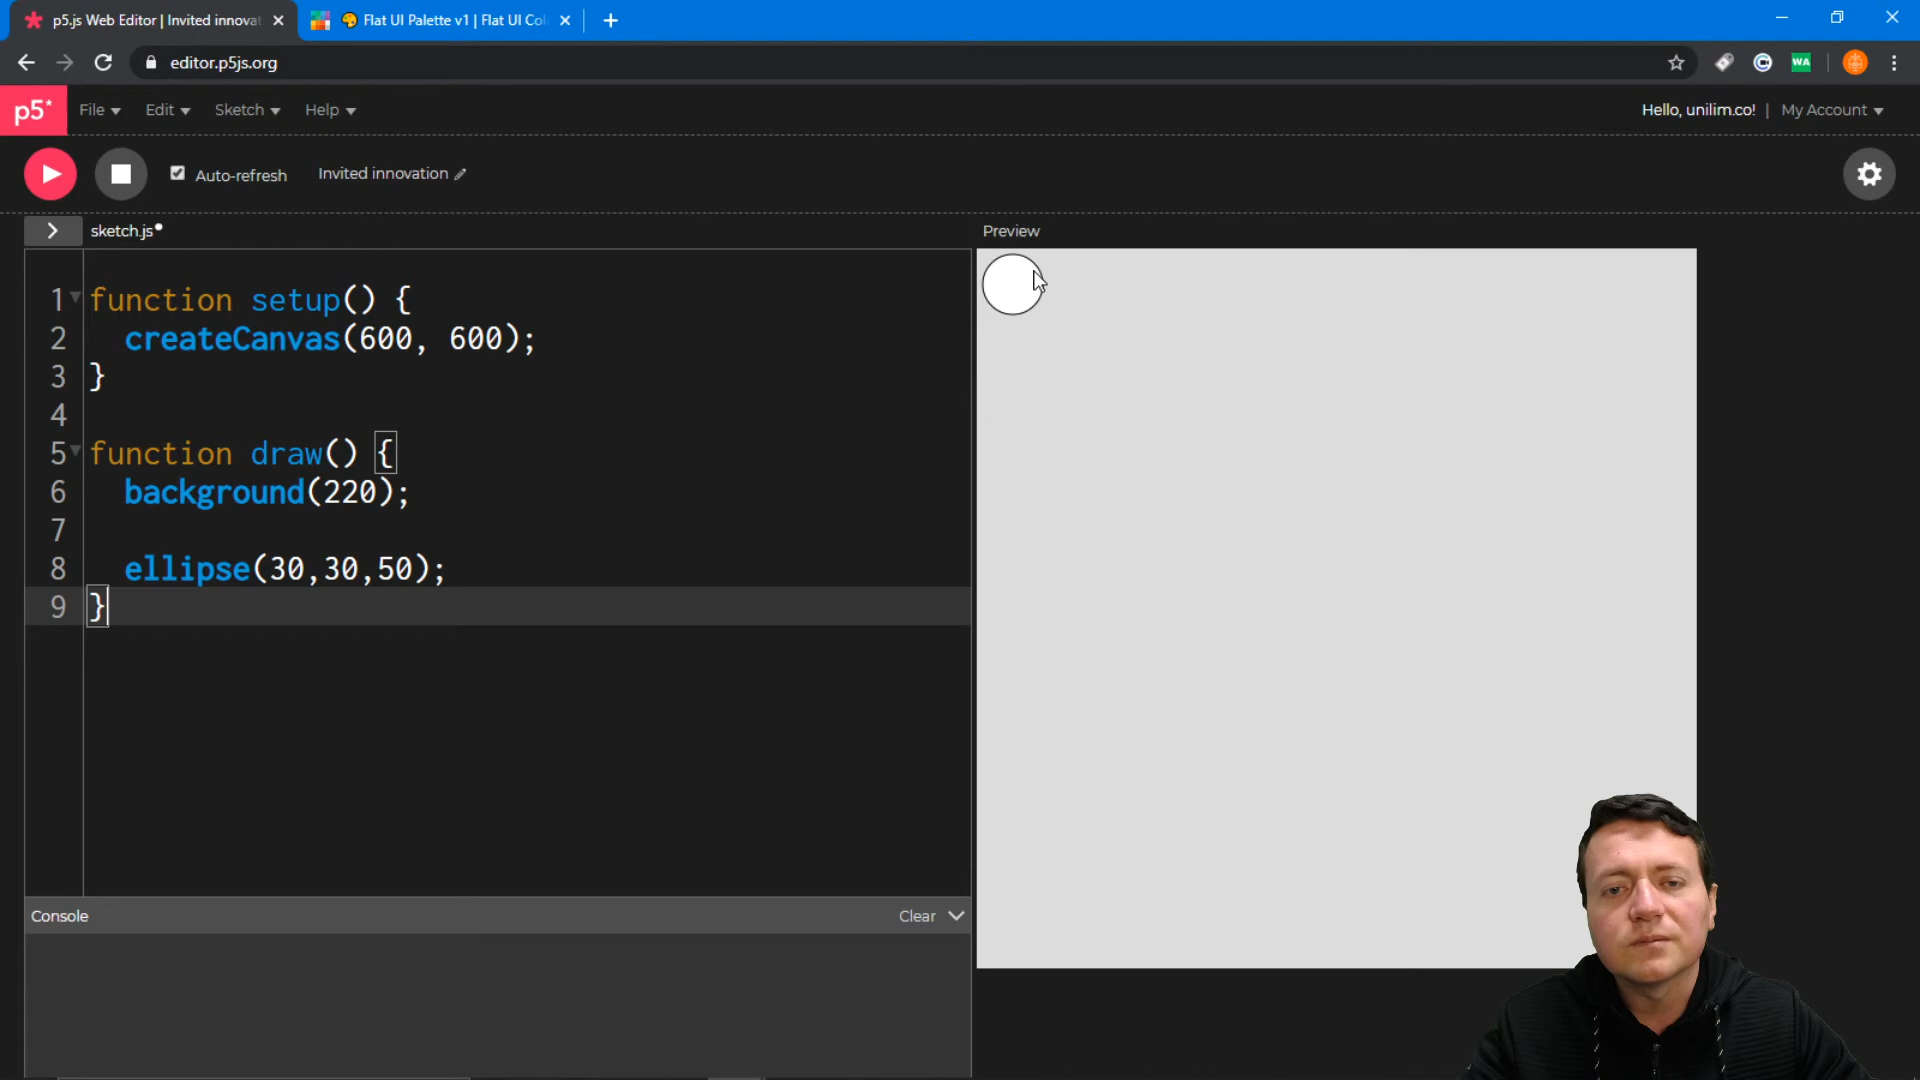 p5.js Web Editor | Invited innovat
Flat UI Palette v1 | Flat UI Col
editor.p5js.org
WA
p5*
File
Edit
Sketch
Help
Hello, unilim.co!
|
My Account
Auto-refresh
Invited innovation
sketch.js
Preview
1 function setup() {
2 createCanvas(600, 600);
3 }
4
5 function draw() {
6 background(220);
7
8 ellipse(30,30,50);
9 }
Console
Clear